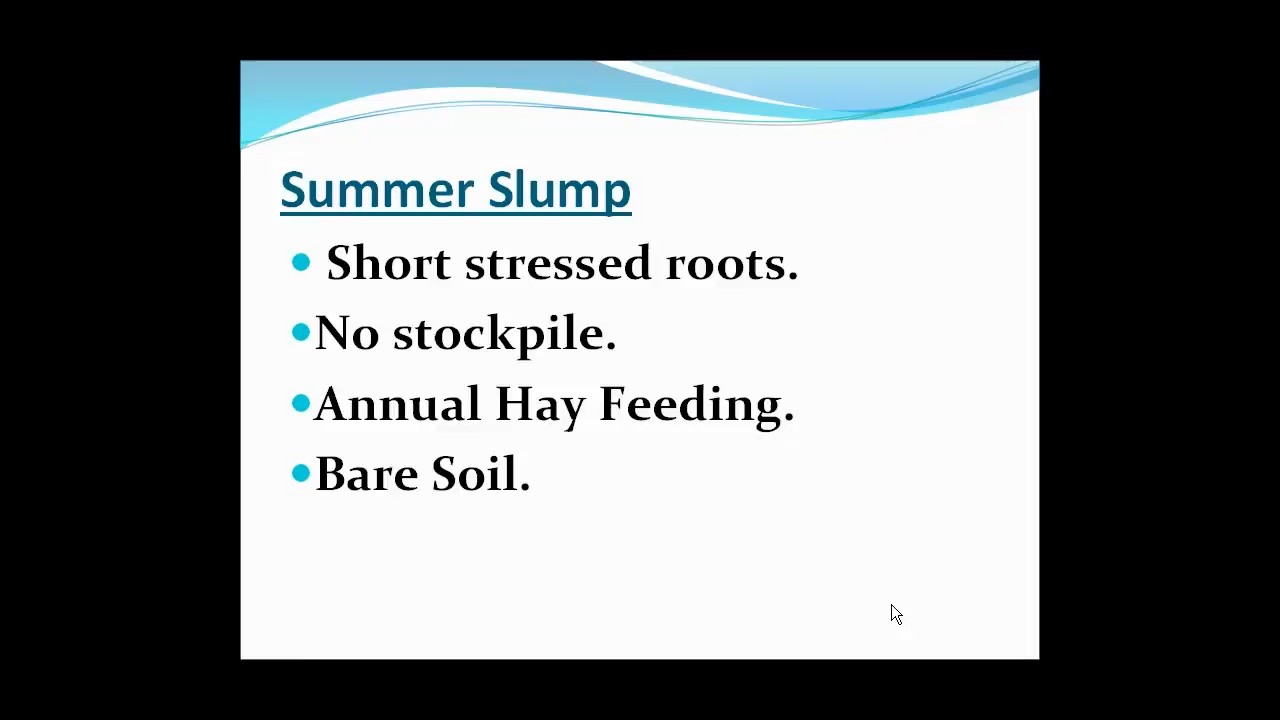 Summer Slump
Short stressed roots.
No stockpile.
Annual Hay Feeding.
Bare Soil.